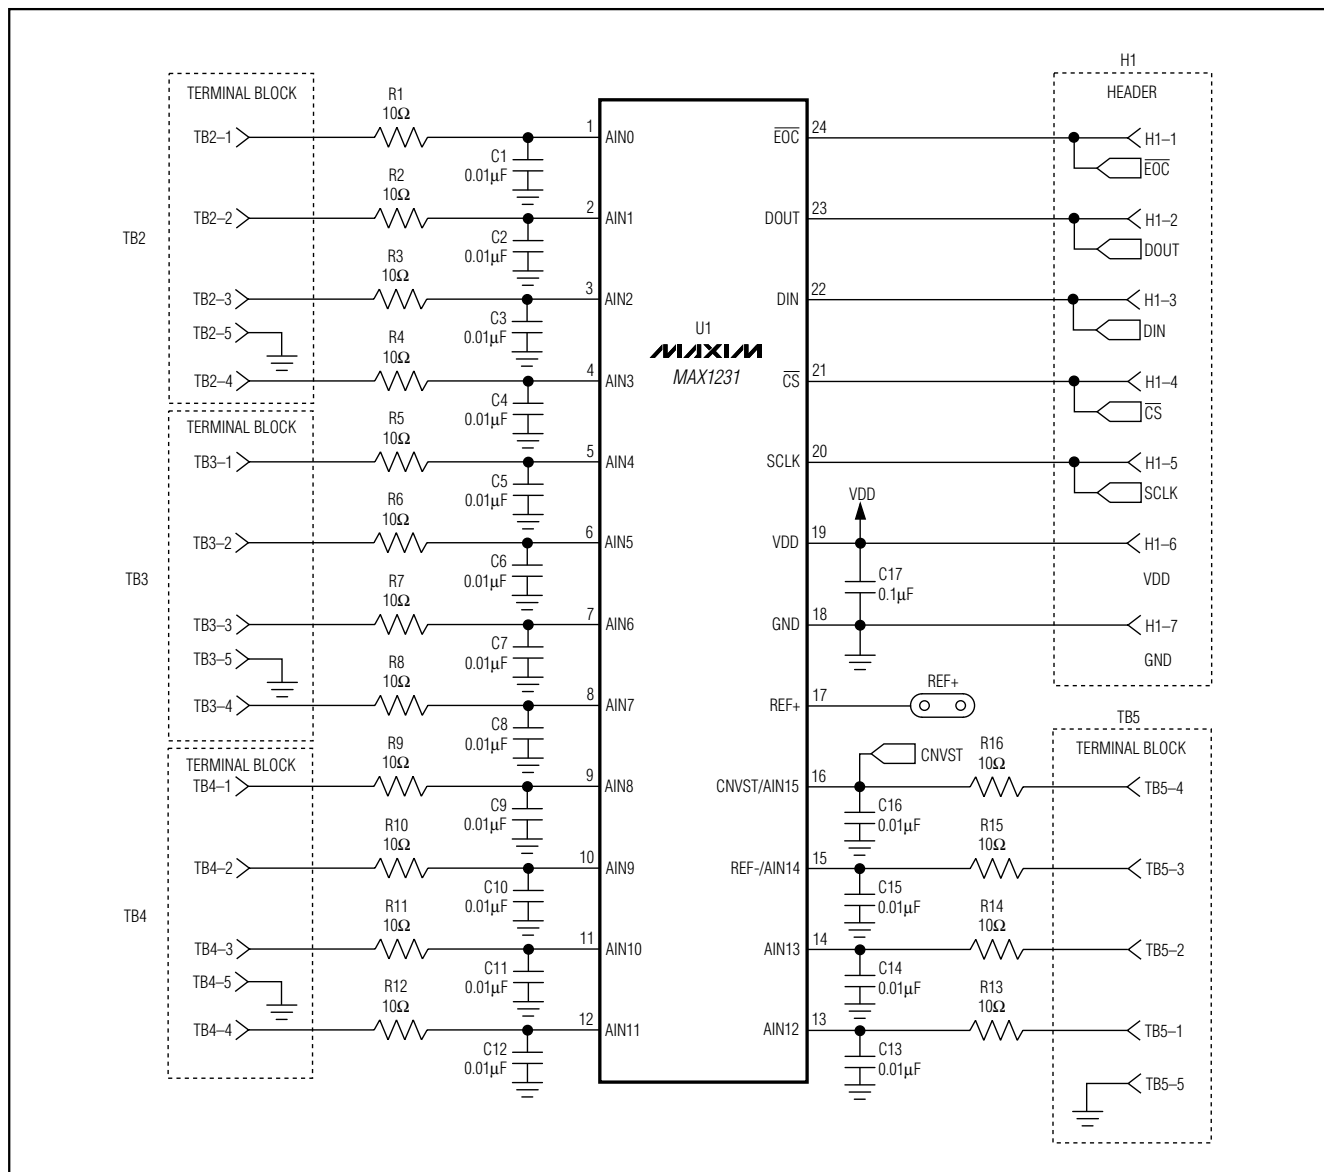 H1
TERMINAL BLOCK
HEADER
TB2
TB2–1
R1
10Ω
C1
0.01µF
1
AIN0
TB2–2
R2
10Ω
C2
0.01µF
2
AIN1
TB2–3
R3
10Ω
C3
0.01µF
3
AIN2
TB2–5
TB2–4
R4
10Ω
C4
0.01µF
4
AIN3
TERMINAL BLOCK
TB3
TB3–1
R5
10Ω
C5
0.01µF
5
AIN4
TB3–2
R6
10Ω
C6
0.01µF
6
AIN5
TB3–3
R7
10Ω
C7
0.01µF
7
AIN6
TB3–5
TB3–4
R8
10Ω
C8
0.01µF
8
AIN7
TERMINAL BLOCK
TB4
TB4–1
R9
10Ω
C9
0.01µF
9
AIN8
TB4–2
R10
10Ω
C10
0.01µF
10
AIN9
TB4–3
R11
10Ω
C11
0.01µF
11
AIN10
TB4–5
TB4–4
R12
10Ω
C12
0.01µF
12
AIN11
U1
MAXIM
MAX1231
E̅O̅C̅
24
H1–1
E̅O̅C̅
DOUT
23
H1–2
DOUT
DIN
22
H1–3
DIN
C̅S̅
21
H1–4
C̅S̅
SCLK
20
H1–5
SCLK
VDD
VDD
19
H1–6
VDD
C17
0.1µF
GND
18
H1–7
GND
REF+
17
REF+
TB5
TERMINAL BLOCK
CNVST
CNVST/AIN15
16
C16
0.01µF
R16
10Ω
TB5–4
REF-/AIN14
15
C15
0.01µF
R15
10Ω
TB5–3
AIN13
14
C14
0.01µF
R14
10Ω
TB5–2
AIN12
13
C13
0.01µF
R13
10Ω
TB5–1
TB5–5